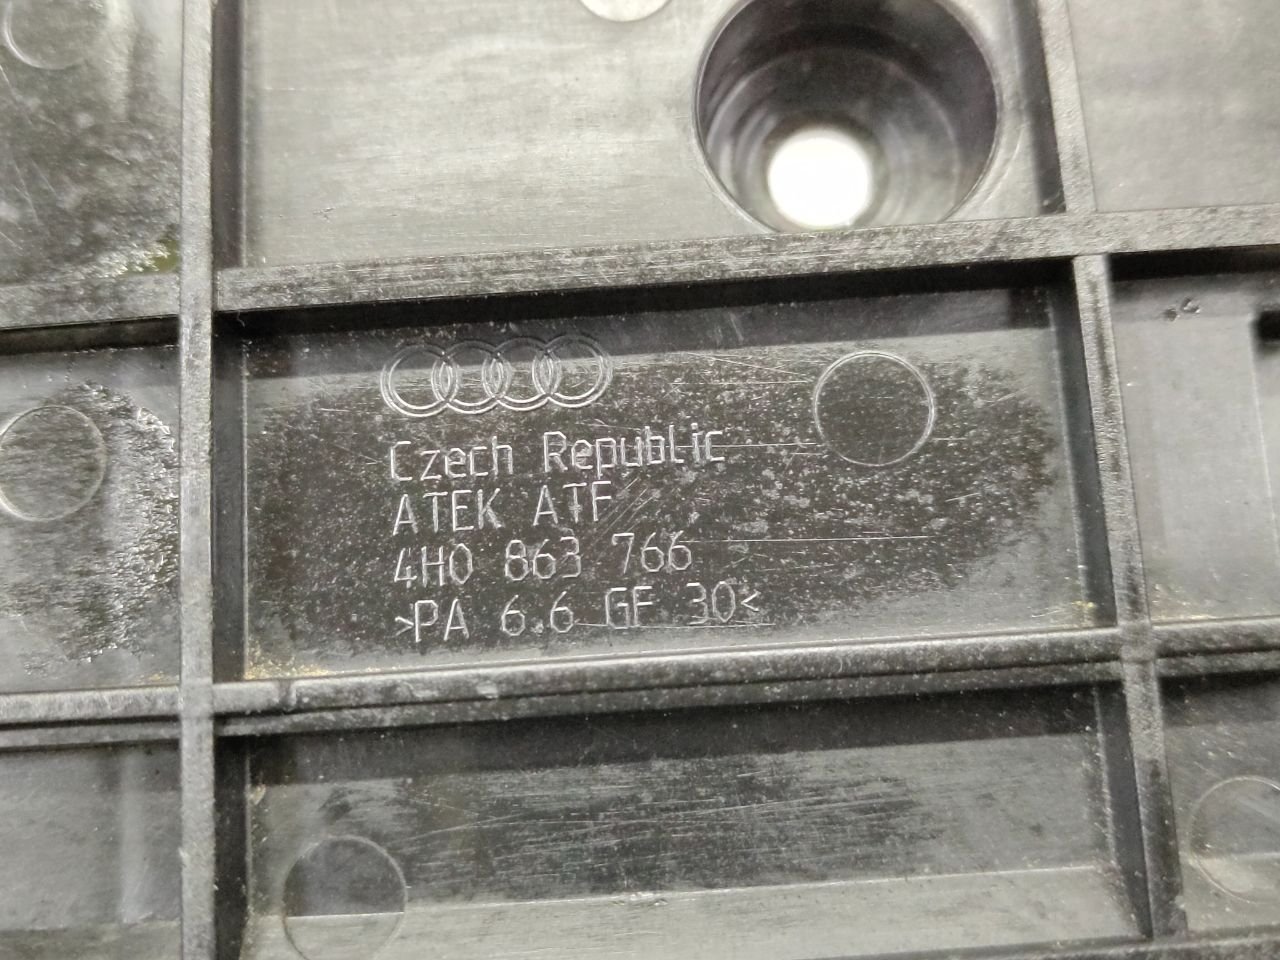 Czech Republic
ATEK ATF
4H0 863 766
>PA 6.6 GF 30<